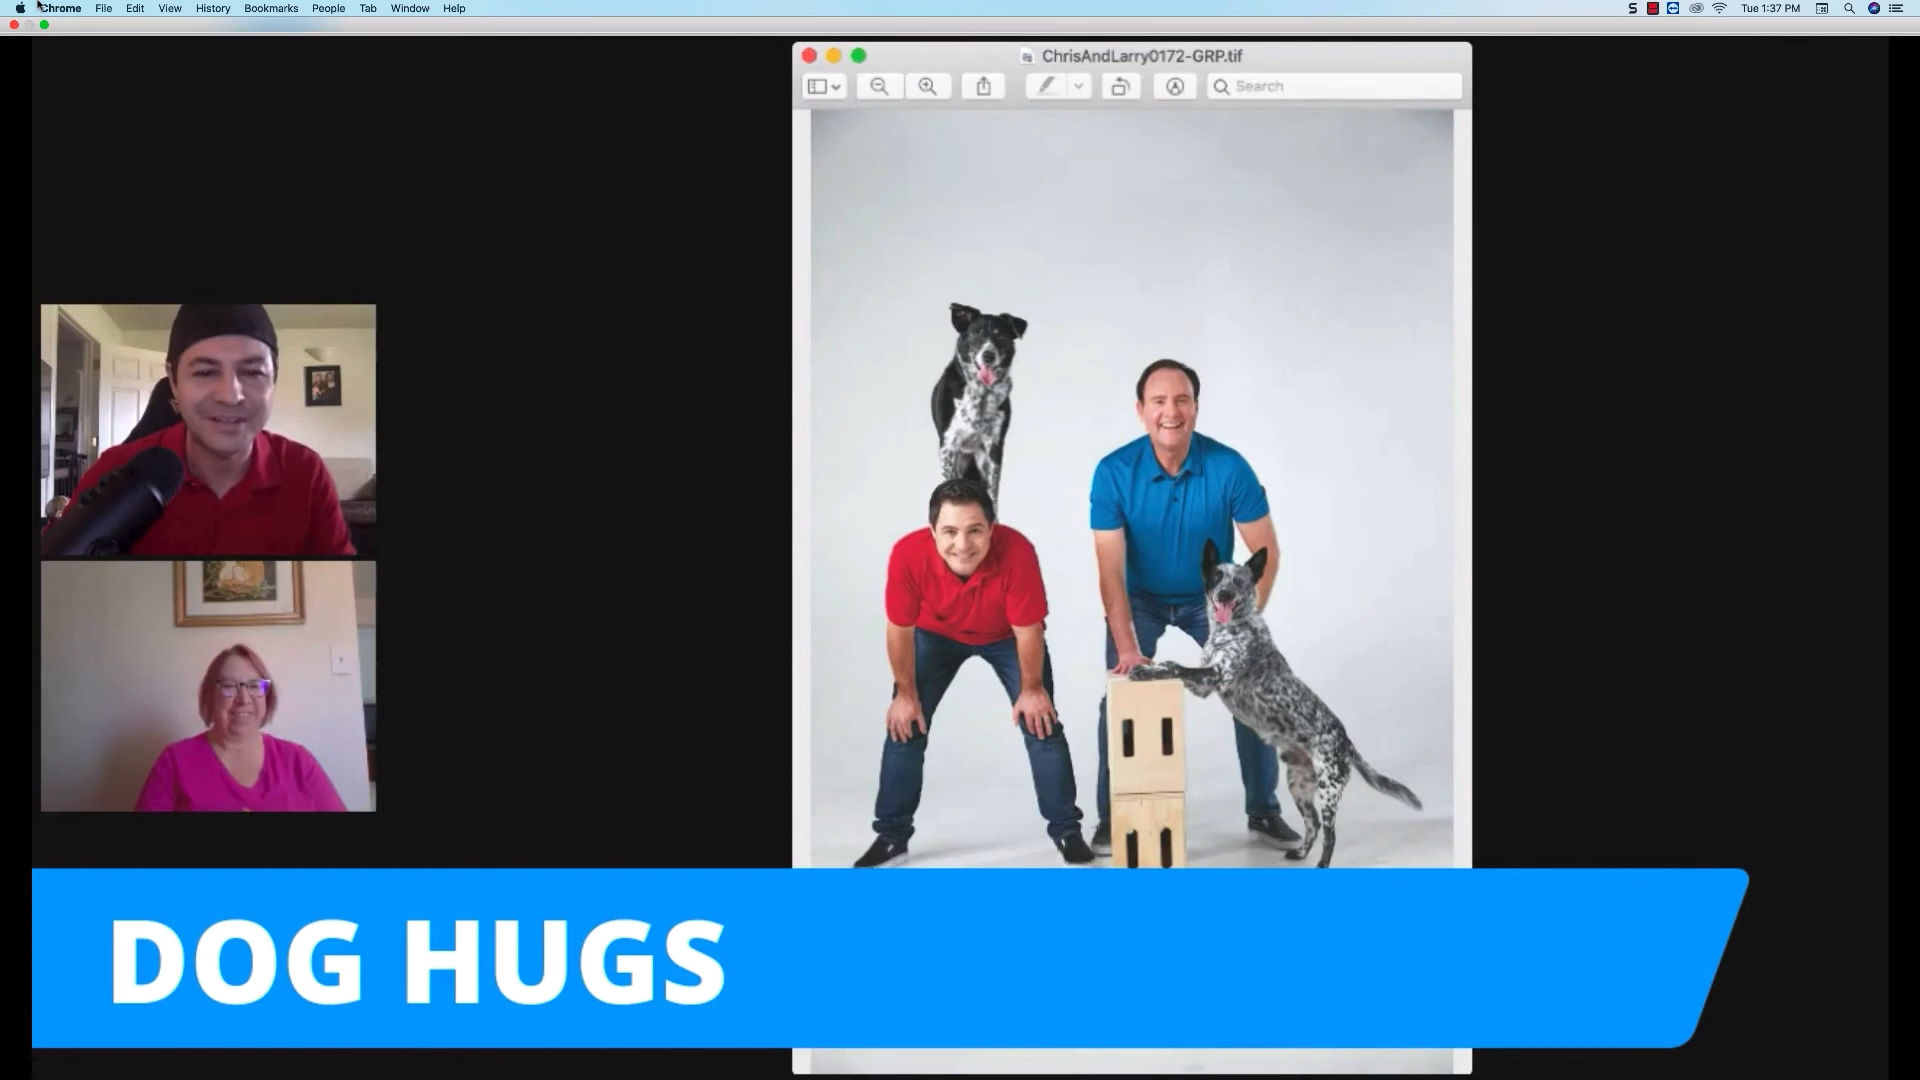 Chrome File Edit View History Bookmarks People Tab Window Help
S Tue 1:37 PM
ChrisAndLarry0172-GRP.tif
Search
DOG HUGS